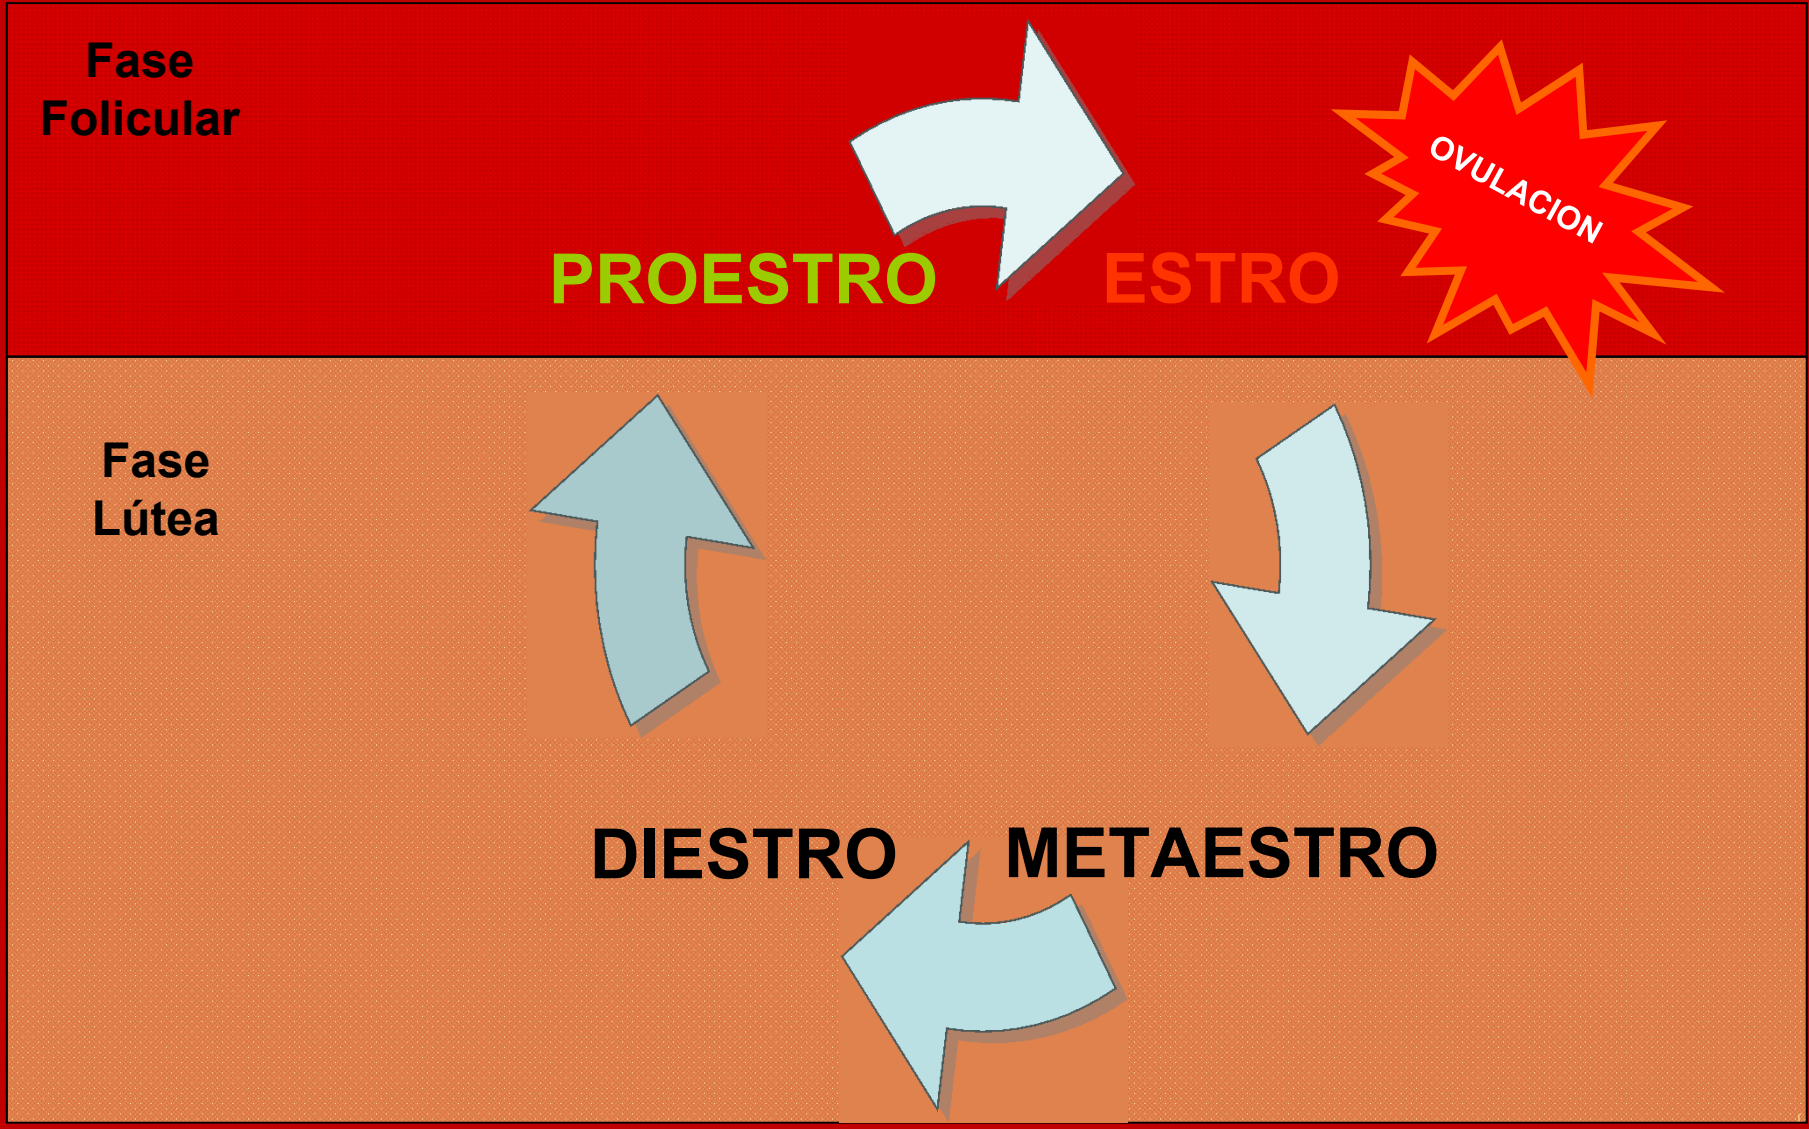 Fase
Folicular
OVULACION
PROESTRO
ESTRO
Fase
Lútea
DIESTRO
METAESTRO